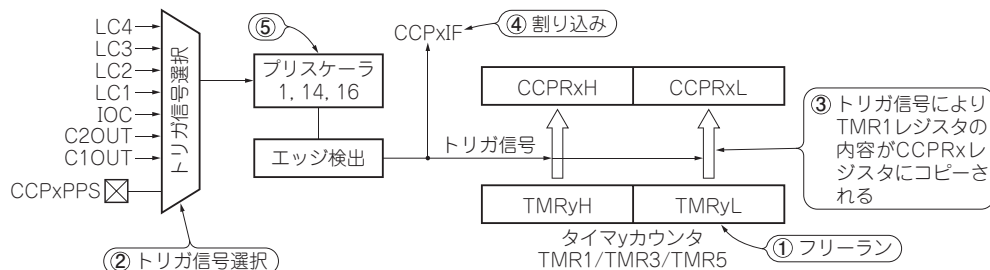 LC4
LC3
LC2
LC1
IOC
C2OUT
C1OUT
CCPxPPS
トリガ信号選択
② トリガ信号選択
⑤
プリスケーラ
1, 14, 16
エッジ検出
CCPxIF
④ 割り込み
トリガ信号
CCPRxH
CCPRxL
③ トリガ信号により
TMR1レジスタの
内容がCCPRxレ
ジスタにコピーさ
れる
TMRyH
TMRyL
タイマyカウンタ
TMR1/TMR3/TMR5
① フリーラン